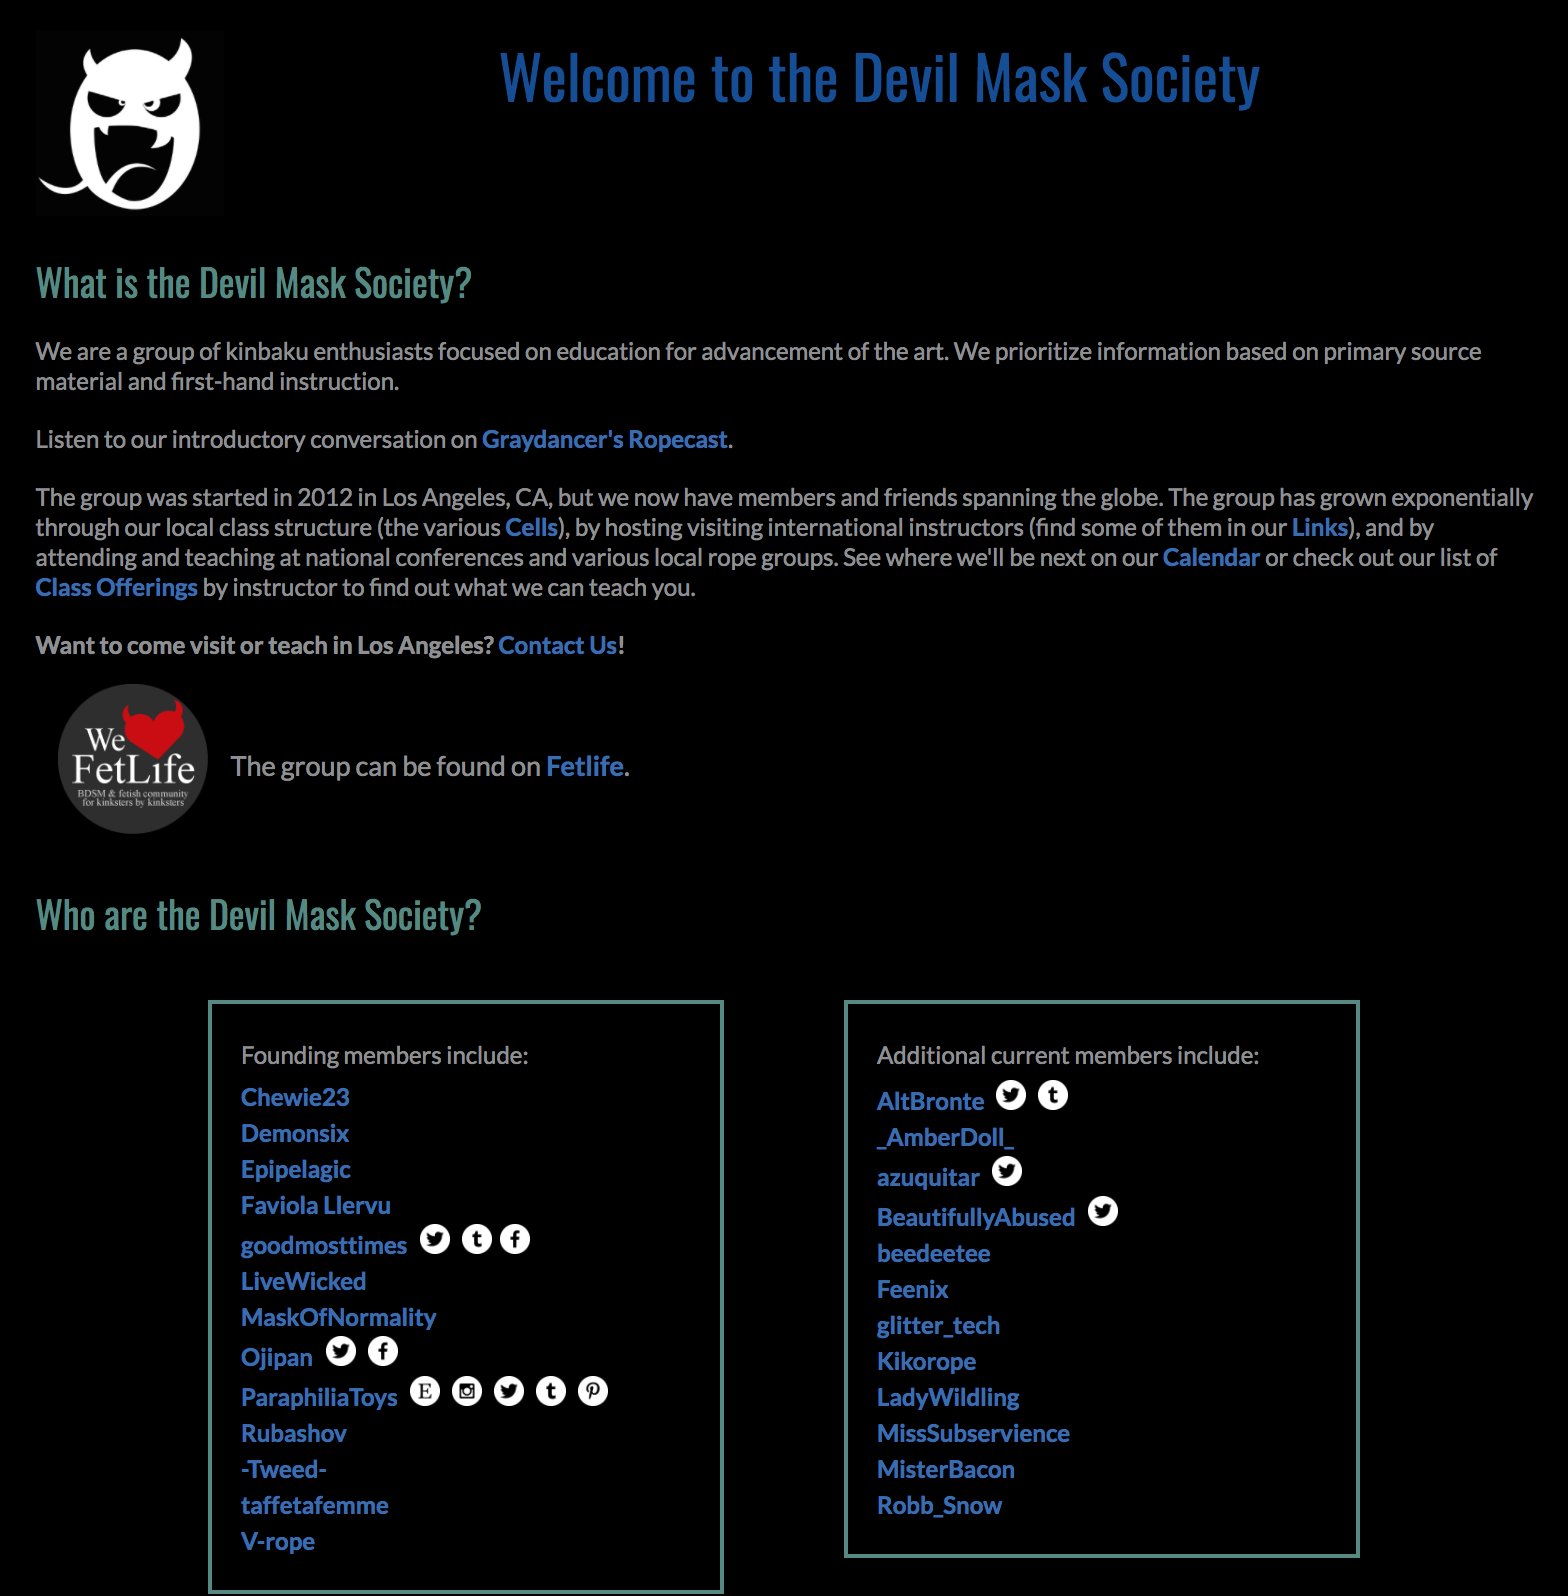 Welcome to the Devil Mask Society
What is the Devil Mask Society?
We are a group of kinbaku enthusiasts focused on education for advancement of the art. We prioritize information based on primary source
material and first-hand instruction.
Listen to our introductory conversation on Graydancer's Ropecast.
The group was started in 2012 in Los Angeles, CA, but we now have members and friends spanning the globe. The group has grown exponentially
through our local class structure (the various Cells), by hosting visiting international instructors (find some of them in our Links), and by
attending and teaching at national conferences and various local rope groups. See where we'll be next on our Calendar or check out our list of
Class Offerings by instructor to find out what we can teach you.
Want to come visit or teach in Los Angeles? Contact Us!
We
FetLife
BDSM & fetish community
for kinksters by kinksters
The group can be found on Fetlife.
Who are the Devil Mask Society?
Founding members include:
Chewie23
Demonsix
Epipelagic
Faviola Llervu
goodmosttimes
LiveWicked
MaskOfNormality
Ojipan
ParaphiliaToys
Rubashov
-Tweed-
taffetafemme
V-rope
Additional current members include:
AltBronte
_AmberDoll_
azuquitar
BeautifullyAbused
beedeetee
Feenix
glitter_tech
Kikorope
LadyWildling
MissSubservience
MisterBacon
Robb_Snow